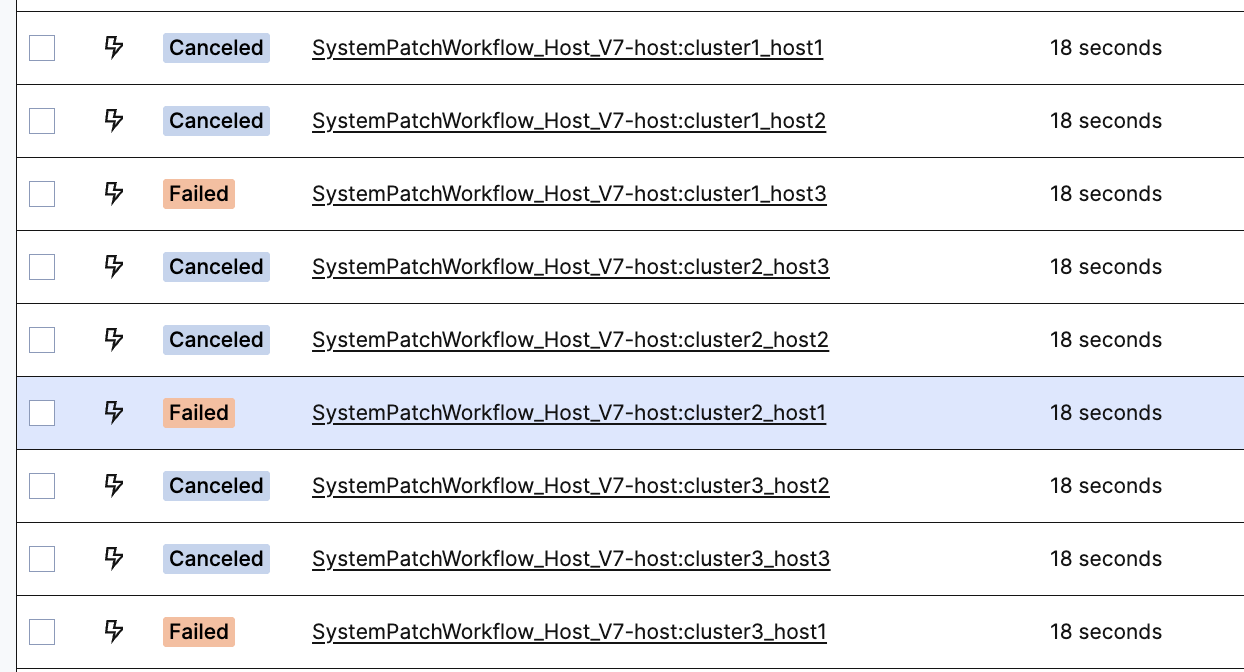 Canceled SystemPatchWorkflow_Host_V7-host:cluster1_host1 18 seconds
Canceled SystemPatchWorkflow_Host_V7-host:cluster1_host2 18 seconds
Failed SystemPatchWorkflow_Host_V7-host:cluster1_host3 18 seconds
Canceled SystemPatchWorkflow_Host_V7-host:cluster2_host3 18 seconds
Canceled SystemPatchWorkflow_Host_V7-host:cluster2_host2 18 seconds
Failed SystemPatchWorkflow_Host_V7-host:cluster2_host1 18 seconds
Canceled SystemPatchWorkflow_Host_V7-host:cluster3_host2 18 seconds
Canceled SystemPatchWorkflow_Host_V7-host:cluster3_host3 18 seconds
Failed SystemPatchWorkflow_Host_V7-host:cluster3_host1 18 seconds